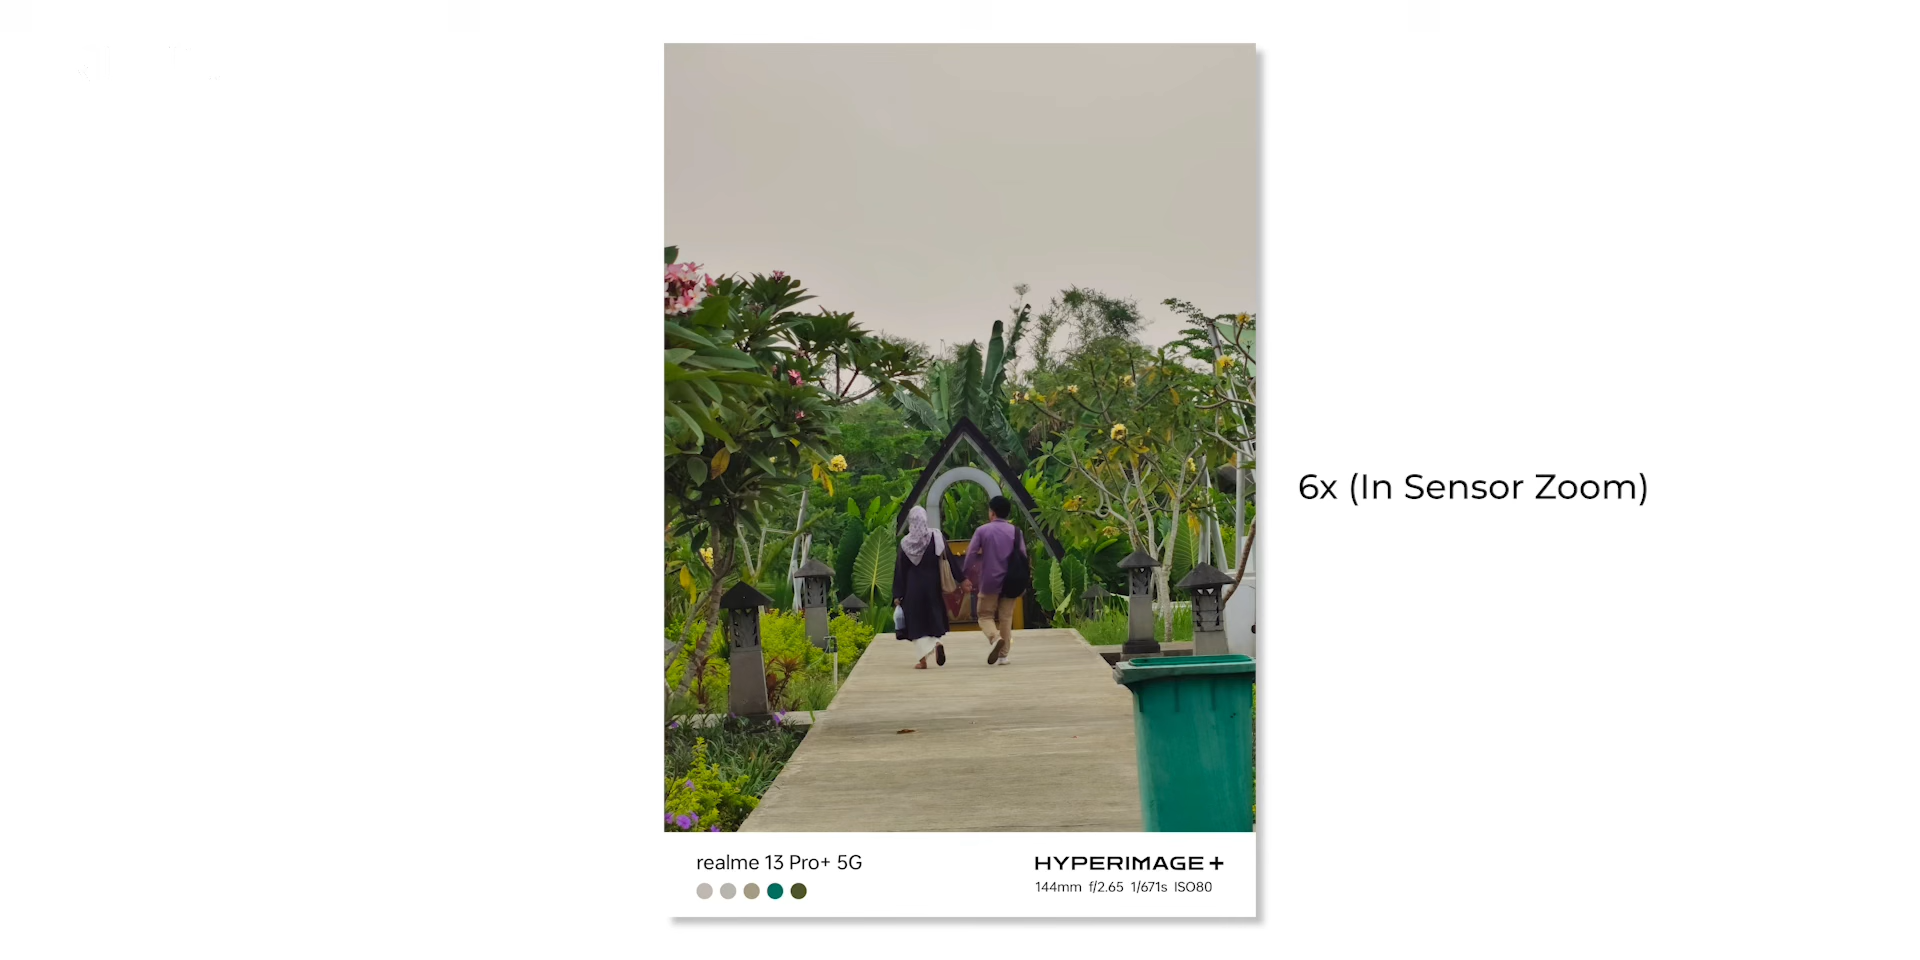 6x (In Sensor Zoom)
realme 13 Pro+ 5G
HYPERIMAGE+
144mm f/2.65 1/671s ISO80